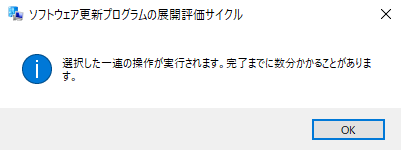 ソフトウェア更新プログラムの展開評価サイクル
選択した一連の操作が実行されます。完了までに数分かかることがありま
す。
OK